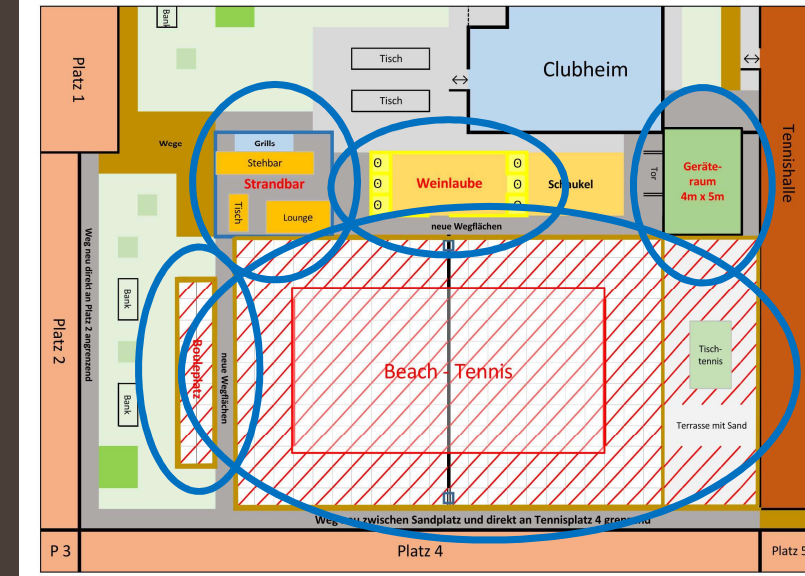 Bank
Platz 1
Tisch
Tisch
Clubheim
Tennishalle
Wege
Grills
Stehbar
Strandbar
Tisch
Lounge
Weinlaube
Schaukel
Tor
Geräte-
raum
4m x 5m
neue Wegflächen
Weg neu direkt an Platz 2 angrenzend
Platz 2
Bank
Bank
Bouleplatz
neue Wegflächen
Beach - Tennis
Tisch-
tennis
Terrasse mit Sand
Weg neu zwischen Sandplatz und direkt an Tennisplatz 4 grenzend
P 3
Platz 4
Platz 5